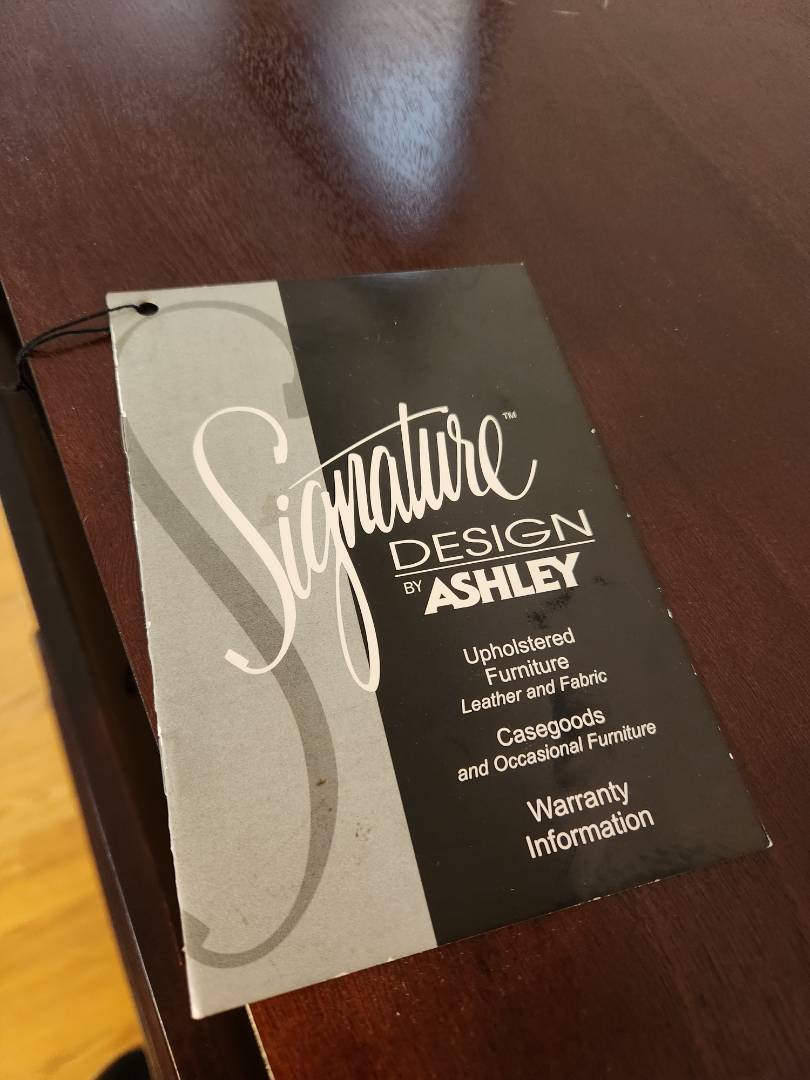 Signature™
DESIGN
BY ASHLEY
Upholstered
Furniture
Leather and Fabric
Casegoods
and Occasional Furniture
Warranty
Information